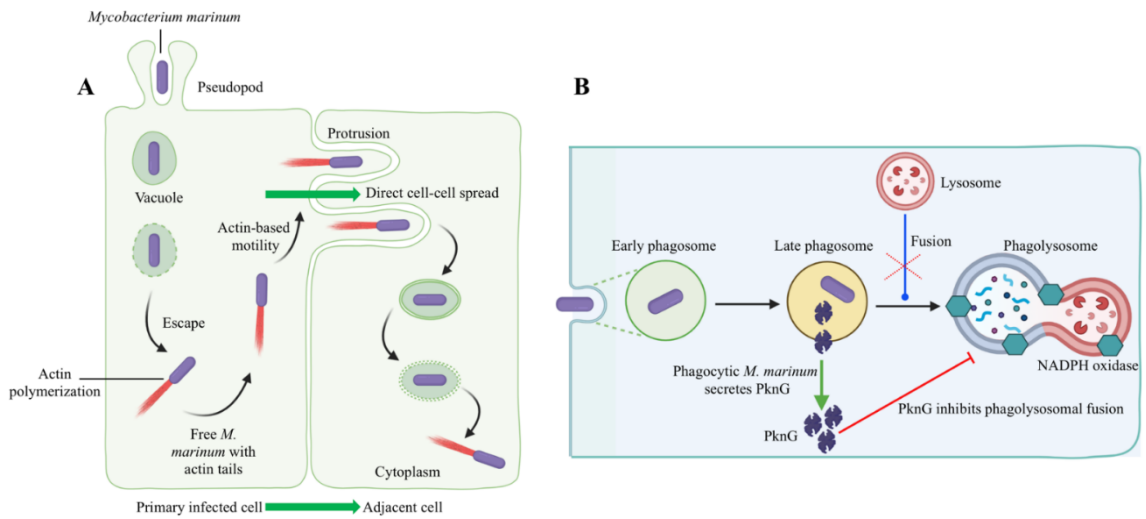 Mycobacterium marinum
A
Pseudopod
Protrusion
Vacuole
Direct cell-cell spread
Actin-based
motility
Escape
Actin
polymerization
Free M.
marinum with
actin tails
Cytoplasm
Primary infected cell
Adjacent cell
B
Lysosome
Early phagosome
Late phagosome
Fusion
Phagolysosome
NADPH oxidase
Phagocytic M. marinum
secretes PknG
PknG inhibits phagolysosomal fusion
PknG